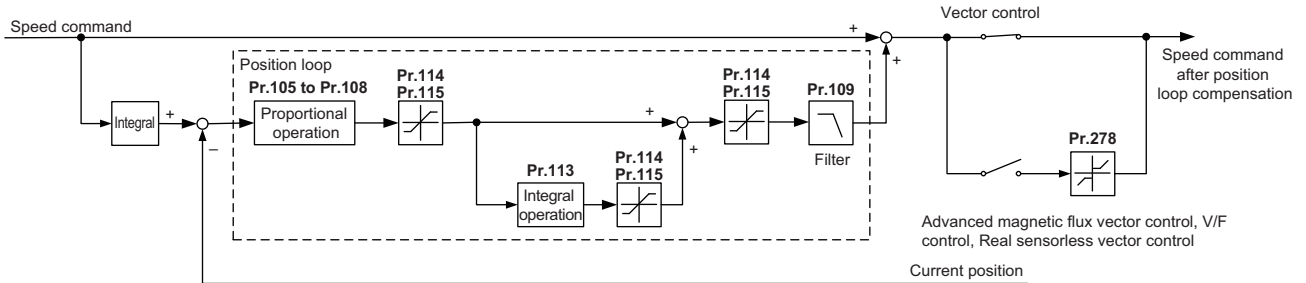 Speed command
Vector control
Position loop
Pr.105 to Pr.108
Pr.114
Pr.115
Pr.114
Pr.115
Pr.109
Speed command
after position
loop compensation
Integral
+
–
Proportional
operation
+
+
+
+
Filter
Pr.113
Pr.114
Pr.115
Integral
operation
Pr.278
Advanced magnetic flux vector control, V/F
control, Real sensorless vector control
Current position